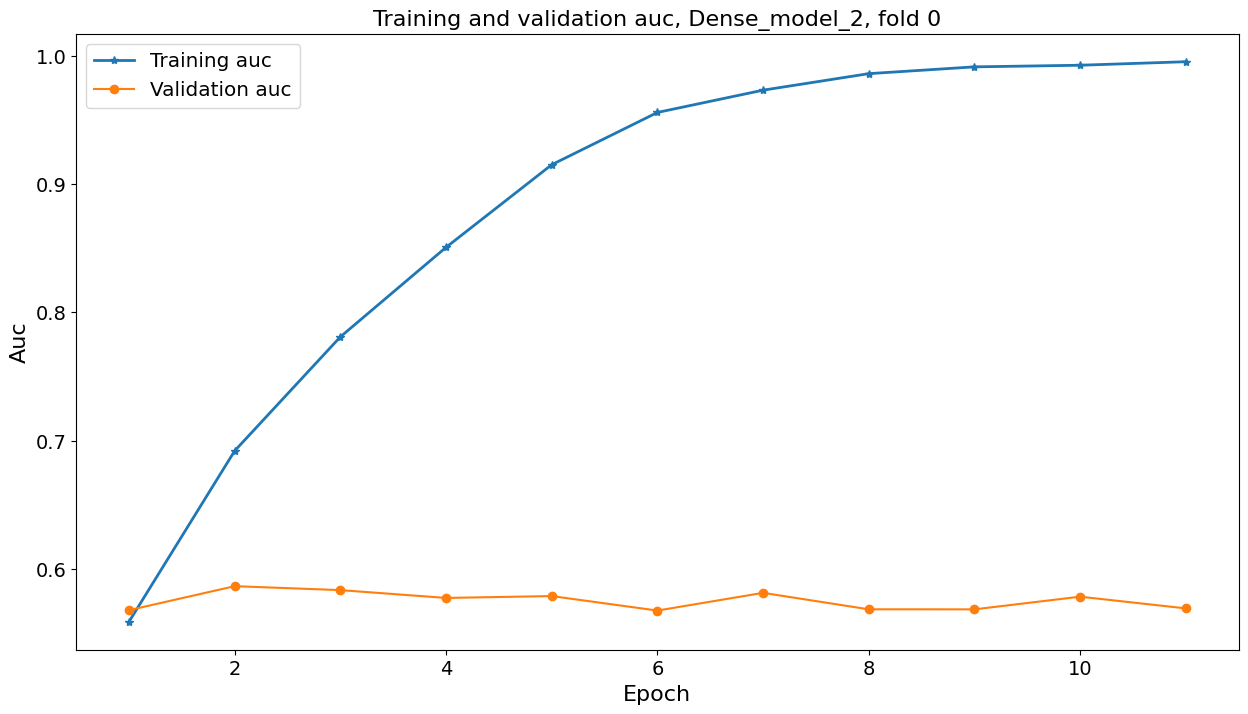 Training and validation auc, Dense_model_2, fold 0
Training auc
Validation auc
1.0
0.9
0.8
0.7
0.6
Auc
2 4 6 8 10
Epoch